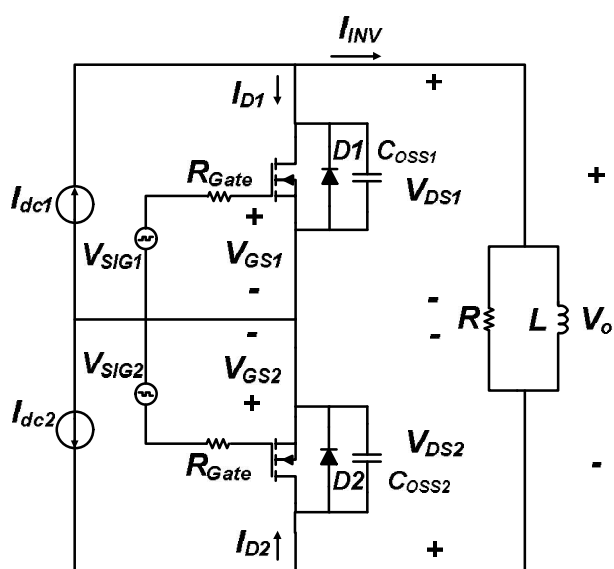 I_INV
+
I_D1
D1
C_OSS1
R_Gate
+
I_dc1
+
V_DS1
V_SIG1
V_GS1
-
-
R
L
V_o
-
-
V_SIG2
V_GS2
I_dc2
+
V_DS2
R_Gate
D2
C_OSS2
-
I_D2
+